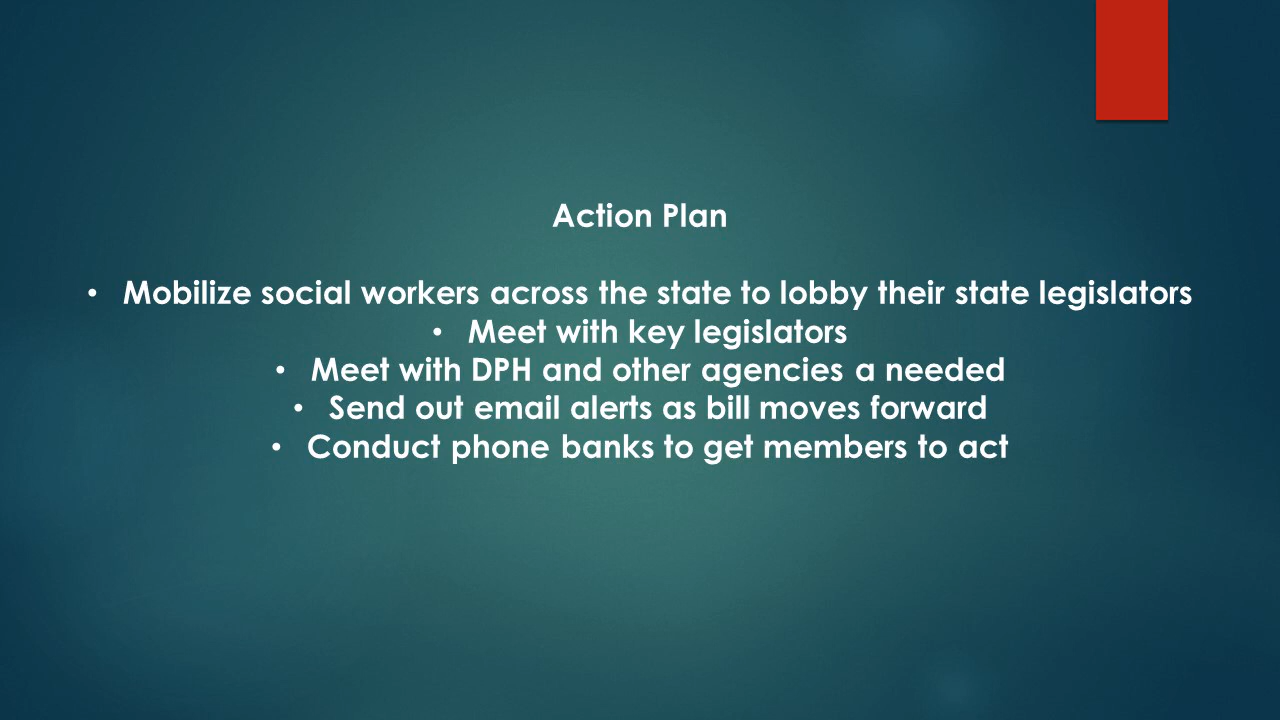 Action Plan
• Mobilize social workers across the state to lobby their state legislators
• Meet with key legislators
• Meet with DPH and other agencies a needed
• Send out email alerts as bill moves forward
• Conduct phone banks to get members to act